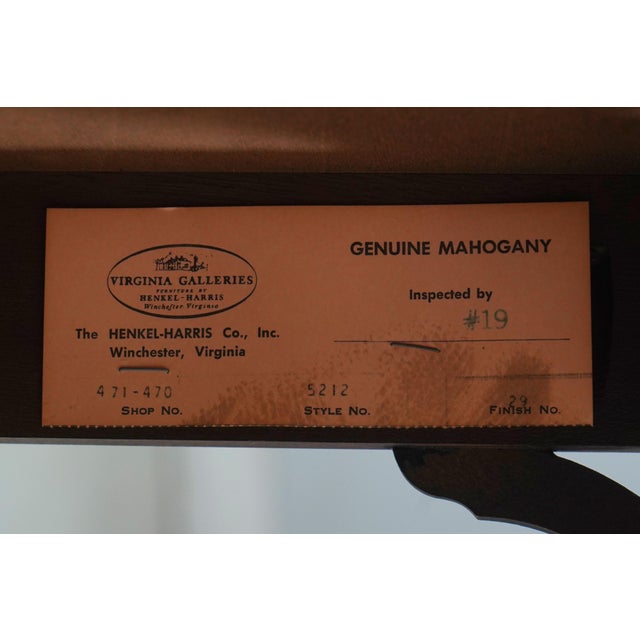 VIRGINIA GALLERIES
FURNITURE BY
HENKEL-HARRIS
Winchester Virginia
The HENKEL-HARRIS Co., Inc.
Winchester, Virginia
471-470
SHOP No.
GENUINE MAHOGANY
Inspected by
#19
5212
STYLE No.
29
FINISH No.